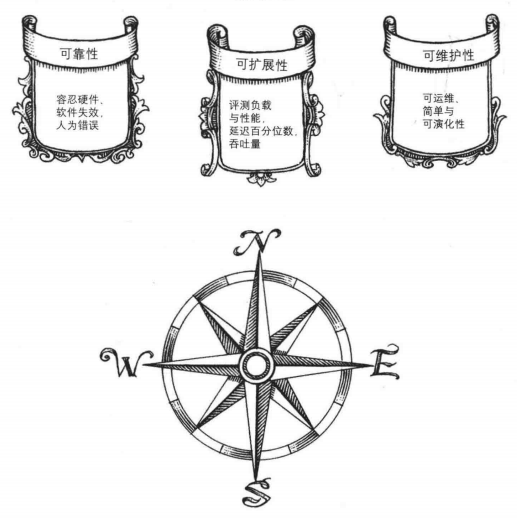 可靠性
容忍硬件、
软件失效、
人为错误
可扩展性
评测负载
与性能,
延迟百分位数,
吞吐量
可维护性
可运维,
简单与
可演化性
N
W
E
S